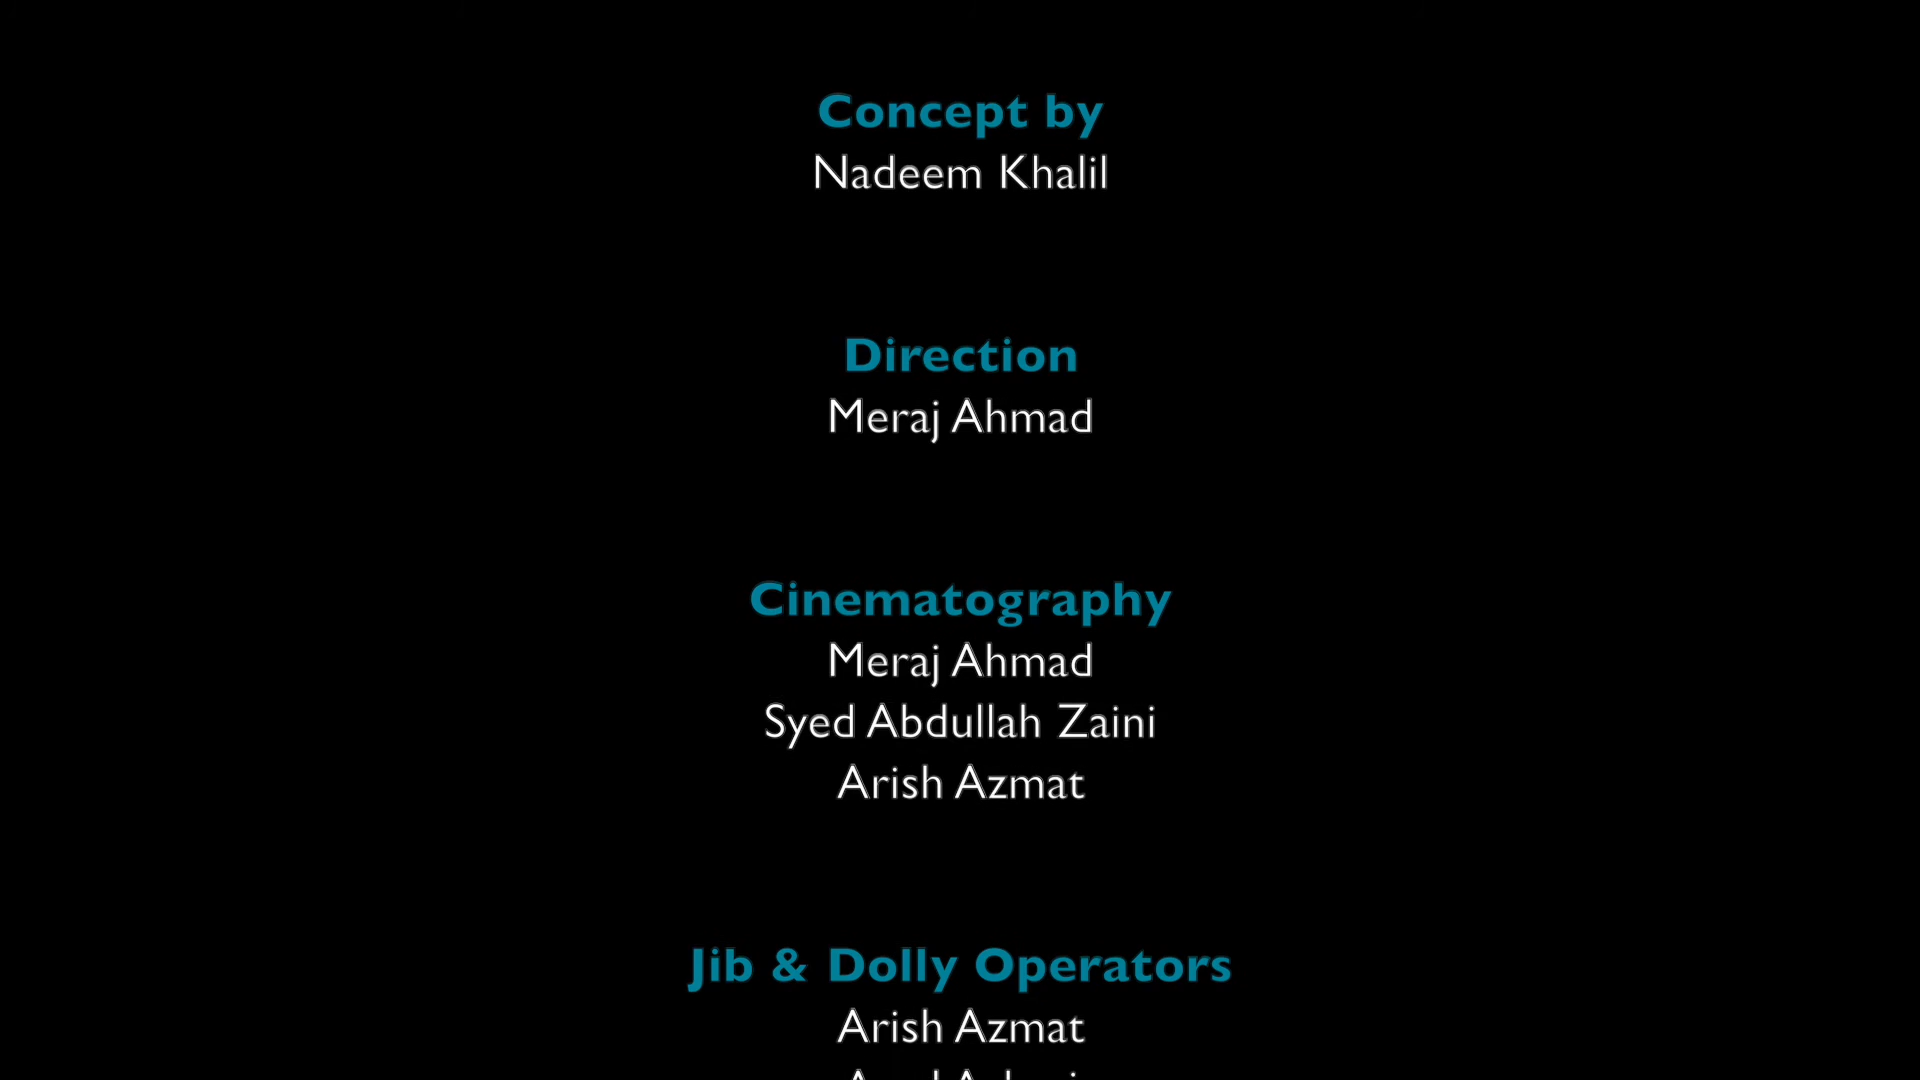 Concept by
Nadeem Khalil
Direction
Meraj Ahmad
Cinematography
Meraj Ahmad
Syed Abdullah Zaini
Arish Azmat
Jib & Dolly Operators
Arish Azmat